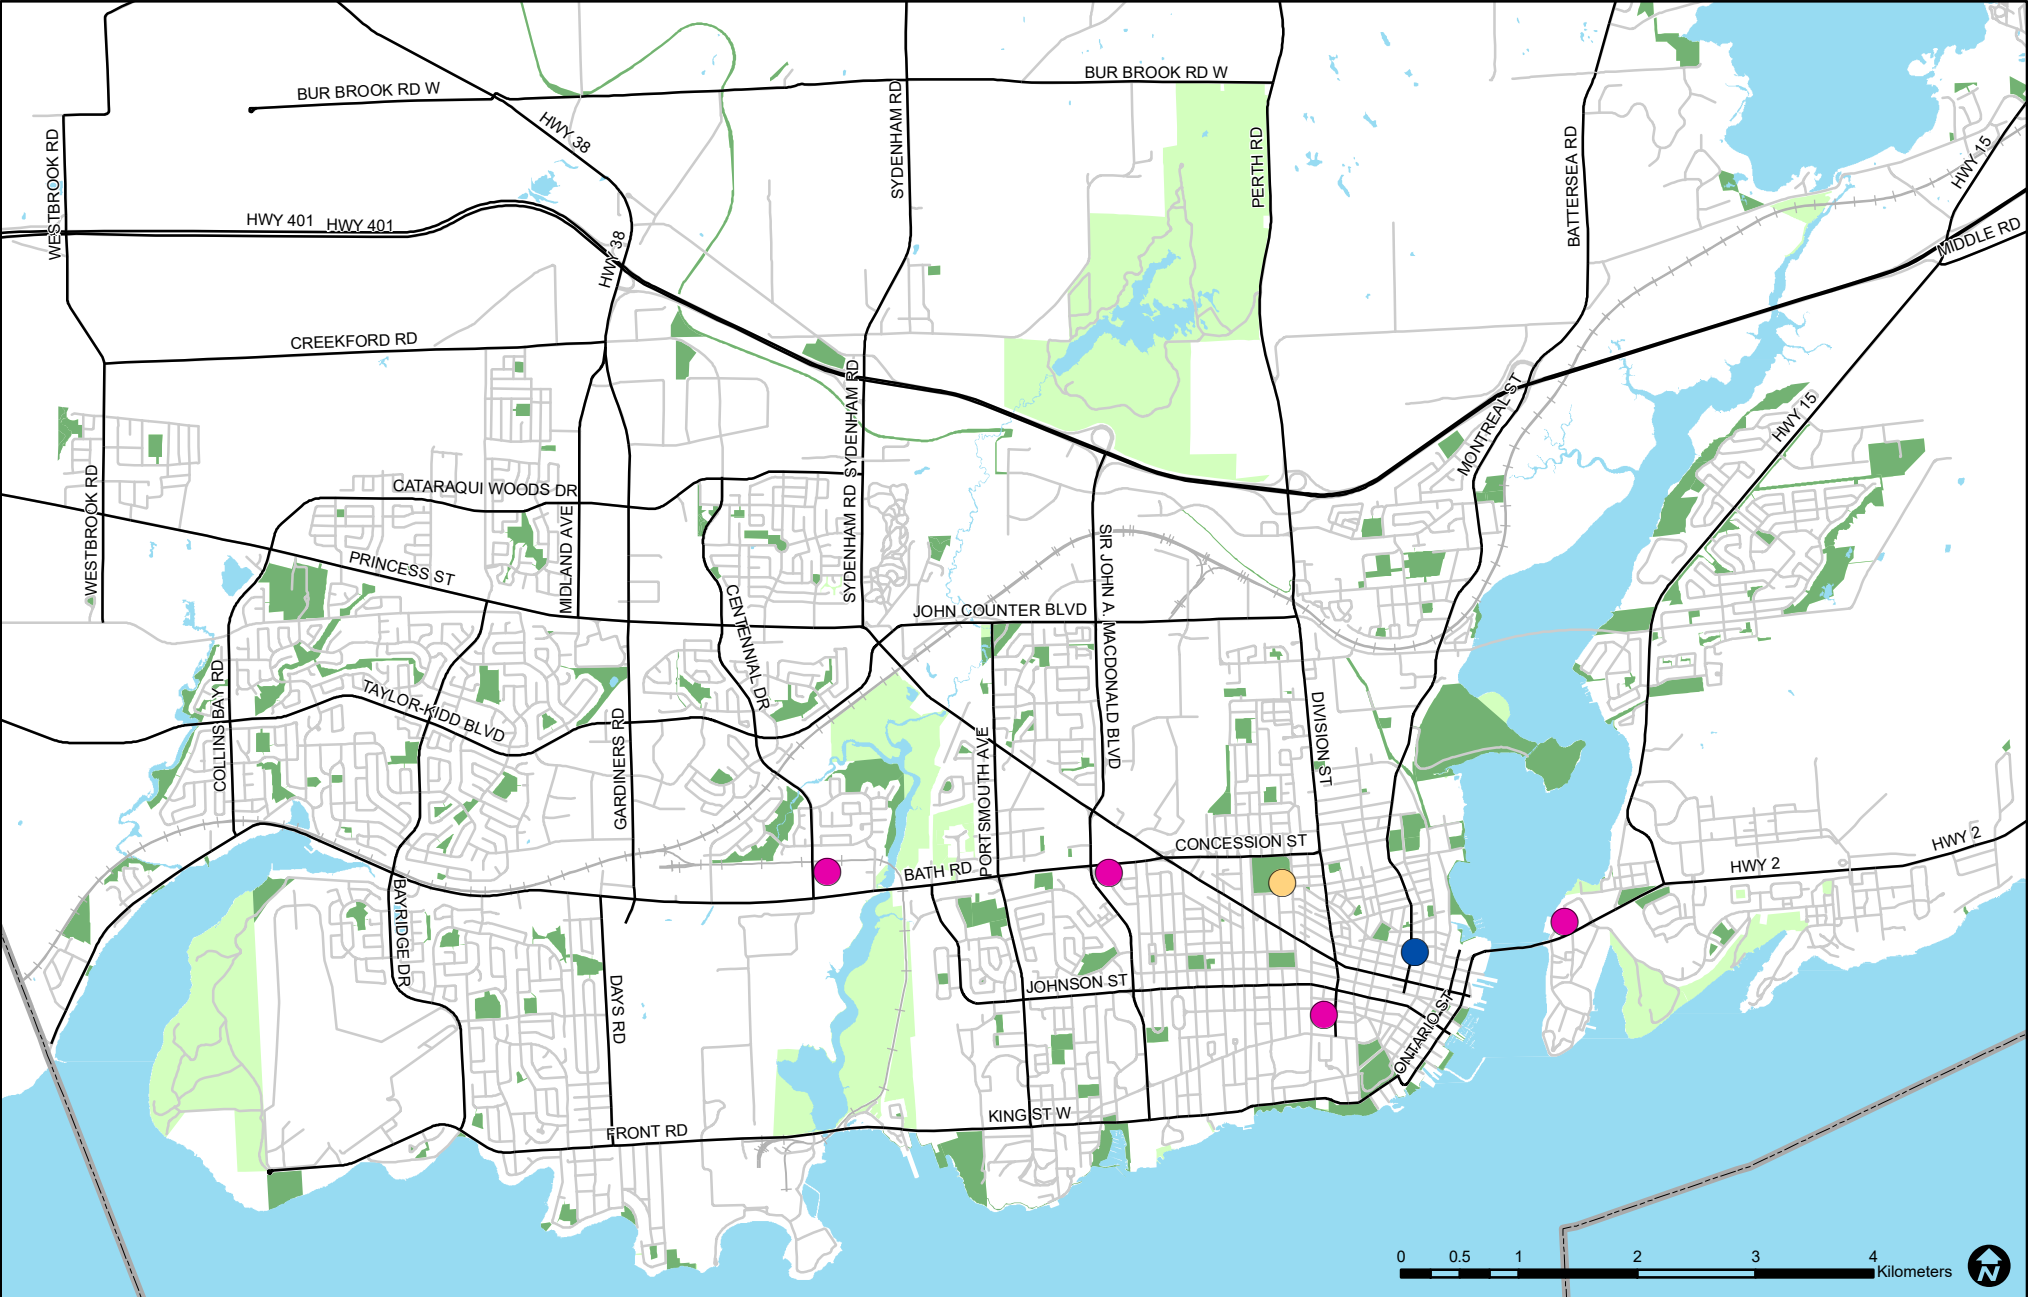 BUR BROOK RD W
BUR BROOK RD W
HWY 38
SYDENHAM RD
PERTH RD
BATTERSEA RD
HWY 15
WESTBROOK RD
HWY 401
HWY 401
HWY 38
MIDDLE RD
CREEKFORD RD
SYDENHAM RD
MONTREAL ST
HWY 15
CATARAQUI WOODS DR
WESTBROOK RD
MIDLAND AVE
SYDENHAM RD
PRINCESS ST
CENTENNIAL DR
JOHN COUNTER BLVD
SIR JOHN A. MACDONALD BLVD
COLLINS BAY RD
TAYLOR-KIDD BLVD
GARDINERS RD
PORTSMOUTH AVE
DIVISION ST
CONCESSION ST
BATH RD
HWY 2
HWY 2
BAYRIDGE DR
DAYS RD
JOHNSON ST
ONTARIO ST
KING ST W
FRONT RD
0 0.5 1 2 3 4
Kilometers
N